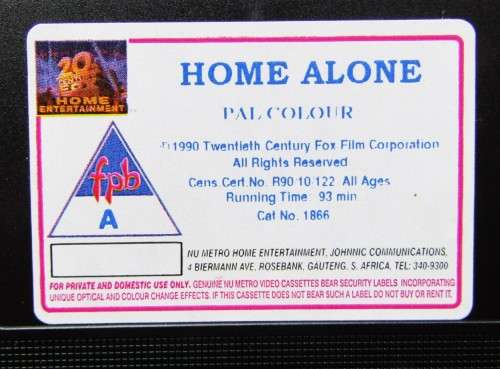 20
HOME
ENTERTAINMENT
HOME ALONE
PAL COLOUR
1990 Twentieth Century Fox Film Corporation
All Rights Reserved
Cens.Cert.No. R90·10·122 All Ages
Running Time: 93 min
Cat No. 1866
fpb
A
NU METRO HOME ENTERTAINMENT, JOHNNIC COMMUNICATIONS,
4 BIERMANN AVE, ROSEBANK, GAUTENG, S. AFRICA, TEL: 340-9300
FOR PRIVATE AND DOMESTIC USE ONLY. GENUINE NU METRO VIDEO CASSETTES BEAR SECURITY LABELS INCORPORATING
UNIQUE OPTICAL AND COLOUR CHANGE EFFECTS. IF THIS CASSETTE DOES NOT BEAR SUCH A LABEL DO NOT BUY OR RENT IT.